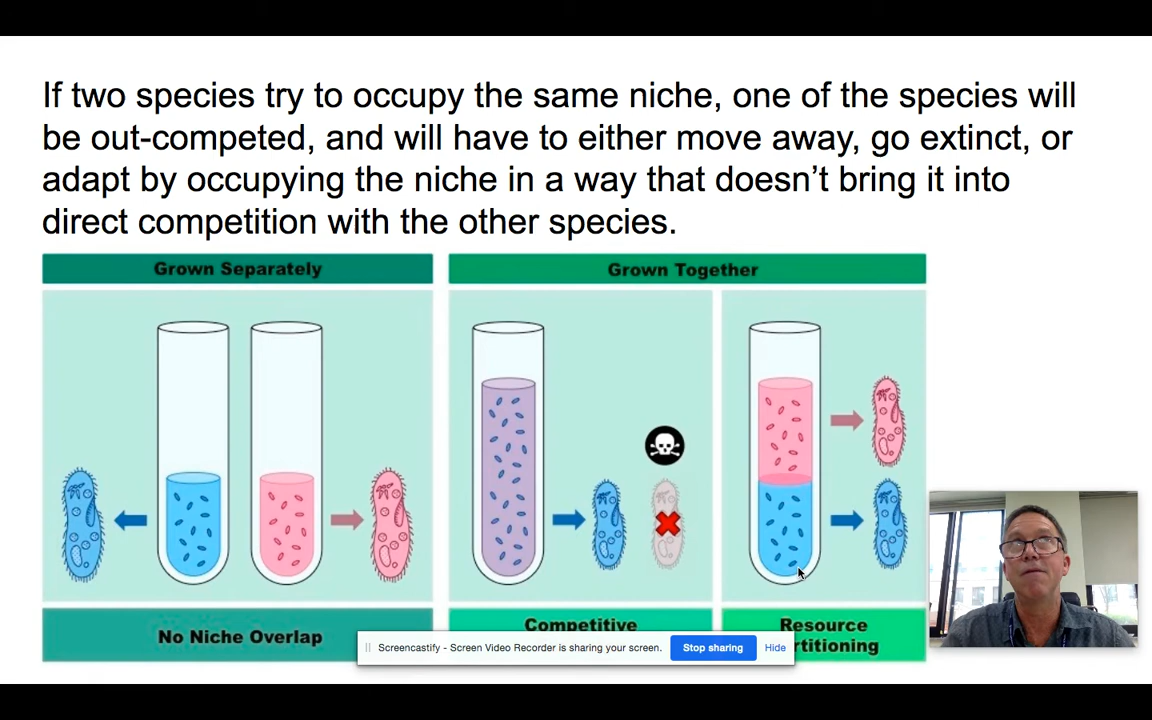 If two species try to occupy the same niche, one of the species will
be out-competed, and will have to either move away, go extinct, or
adapt by occupying the niche in a way that doesn’t bring it into
direct competition with the other species.
Grown Separately
Grown Together
No Niche Overlap
Competitive
Resource
rtitioning
Screencastify - Screen Video Recorder is sharing your screen.
Stop sharing
Hide